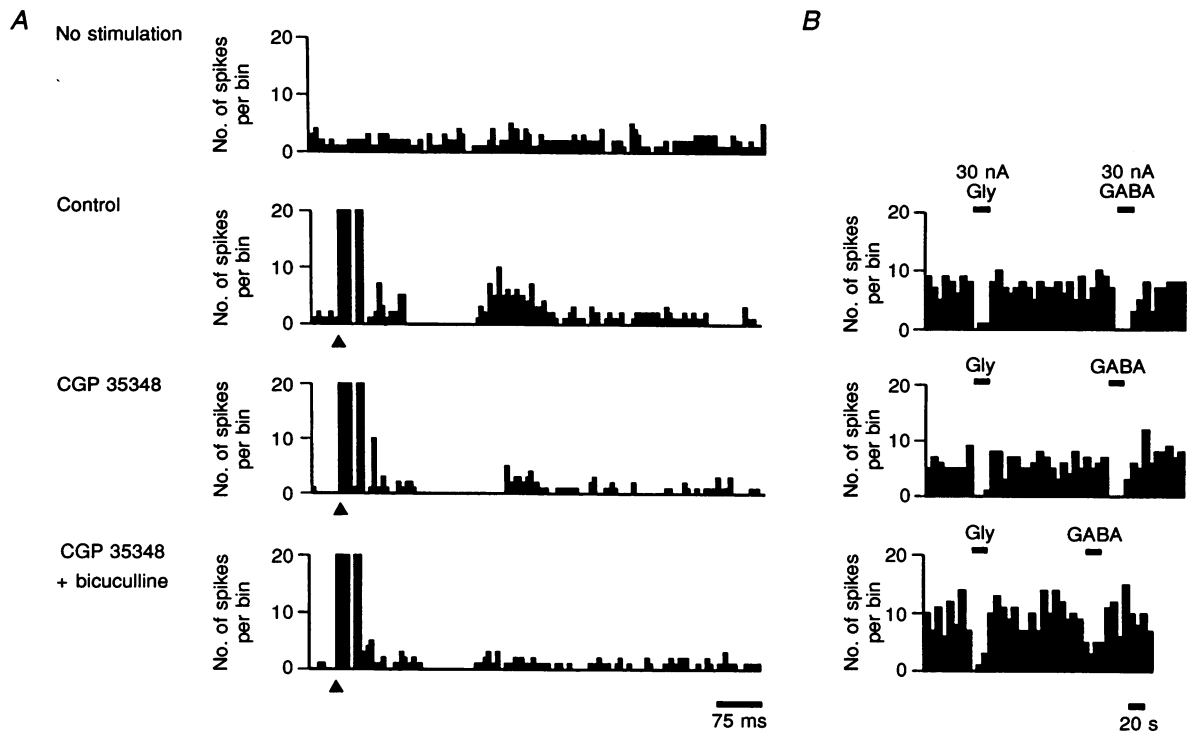 A
No stimulation
No. of spikes
per bin
20
10
0
Control
No. of spikes
per bin
20
10
0
CGP 35348
No. of spikes
per bin
20
10
0
CGP 35348
+ bicuculline
No. of spikes
per bin
20
10
0
75 ms
B
30 nA
Gly
30 nA
GABA
No. of spikes
per bin
20
10
0
Gly
GABA
No. of spikes
per bin
20
10
0
Gly
GABA
No. of spikes
per bin
20
10
0
20 s